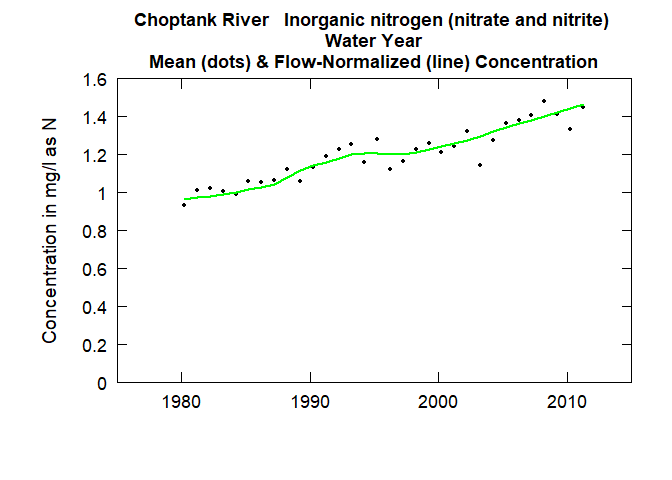 Choptank River   Inorganic nitrogen (nitrate and nitrite)
Water Year
Mean (dots) & Flow-Normalized (line) Concentration
Concentration in mg/l as N
1.6
1.4
1.2
1
0.8
0.6
0.4
0.2
0
1980 1990 2000 2010